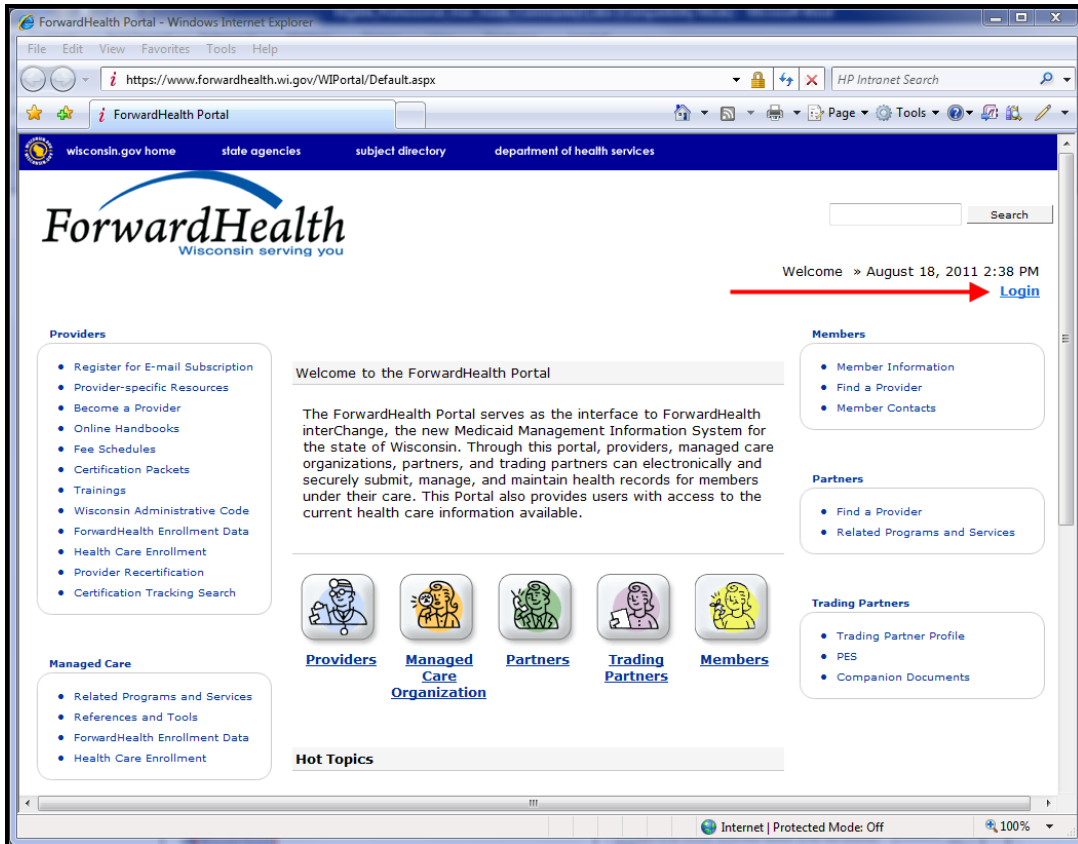 ForwardHealth Portal - Windows Internet Explorer
File Edit View Favorites Tools Help
https://www.forwardhealth.wi.gov/WIPortal/Default.aspx
HP Intranet Search
ForwardHealth Portal
Page Tools
wisconsin.gov home state agencies subject directory department of health services
ForwardHealth
Wisconsin serving you
Search
Welcome » August 18, 2011 2:38 PM
Login
Providers
• Register for E-mail Subscription
• Provider-specific Resources
• Become a Provider
• Online Handbooks
• Fee Schedules
• Certification Packets
• Trainings
• Wisconsin Administrative Code
• ForwardHealth Enrollment Data
• Health Care Enrollment
• Provider Recertification
• Certification Tracking Search
Managed Care
• Related Programs and Services
• References and Tools
• ForwardHealth Enrollment Data
• Health Care Enrollment
Welcome to the ForwardHealth Portal
The ForwardHealth Portal serves as the interface to ForwardHealth
interChange, the new Medicaid Management Information System for
the state of Wisconsin. Through this portal, providers, managed care
organizations, partners, and trading partners can electronically and
securely submit, manage, and maintain health records for members
under their care. This Portal also provides users with access to the
current health care information available.
Providers
Managed
Care
Organization
Partners
Trading
Partners
Members
Hot Topics
Members
• Member Information
• Find a Provider
• Member Contacts
Partners
• Find a Provider
• Related Programs and Services
Trading Partners
• Trading Partner Profile
• PES
• Companion Documents
Internet | Protected Mode: Off
100%